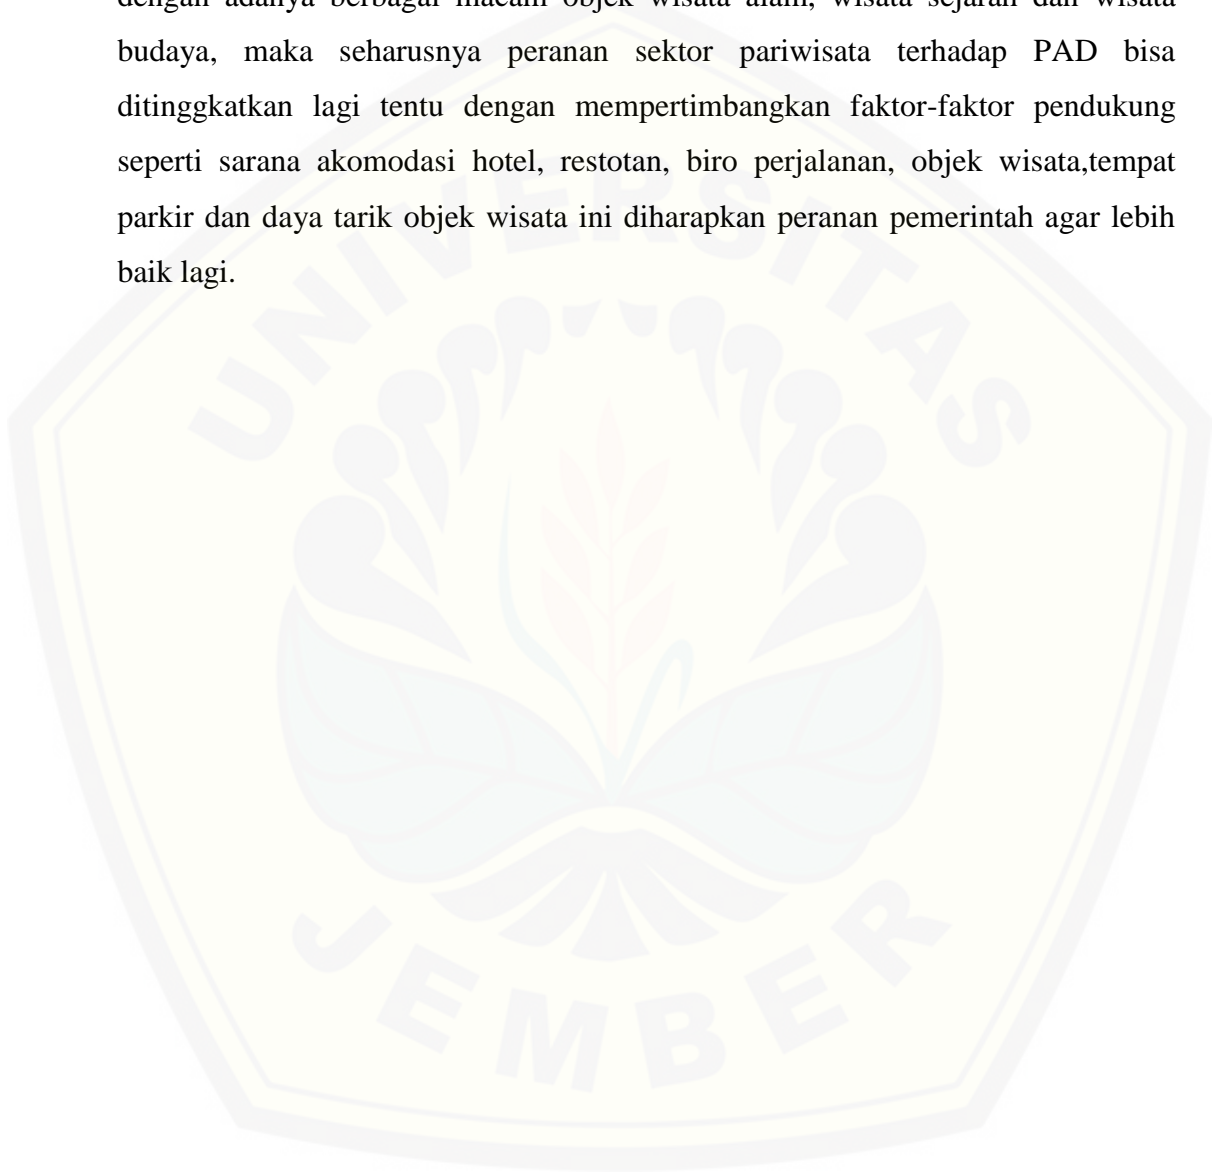 dengan adanya berbagai macam objek wisata alam, wisata sejarah dan wisata
budaya, maka seharusnya peranan sektor pariwisata terhadap PAD bisa
ditinggkatkan lagi tentu dengan mempertimbangkan faktor-faktor pendukung
seperti sarana akomodasi hotel, restotan, biro perjalanan, objek wisata,tempat
parkir dan daya tarik objek wisata ini diharapkan peranan pemerintah agar lebih
baik lagi.
UNIVERSITAS
JEMBER